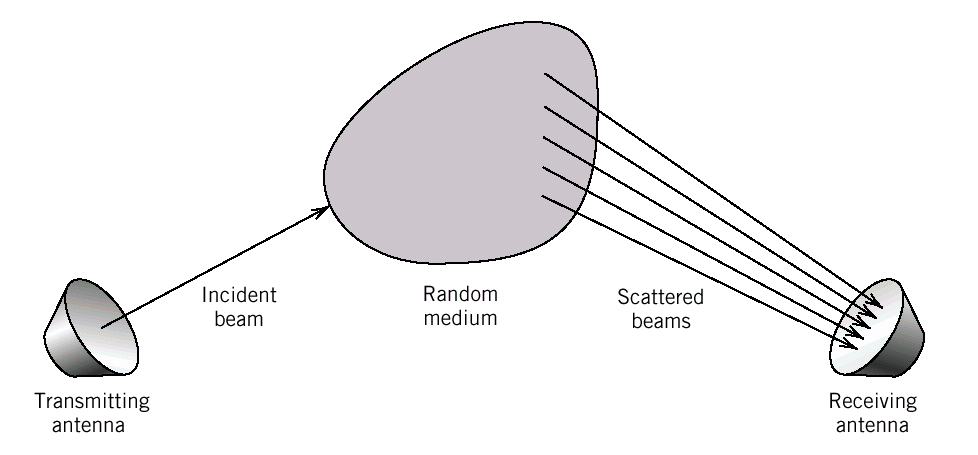 Incident
beam
Random
medium
Scattered
beams
Transmitting
antenna
Receiving
antenna